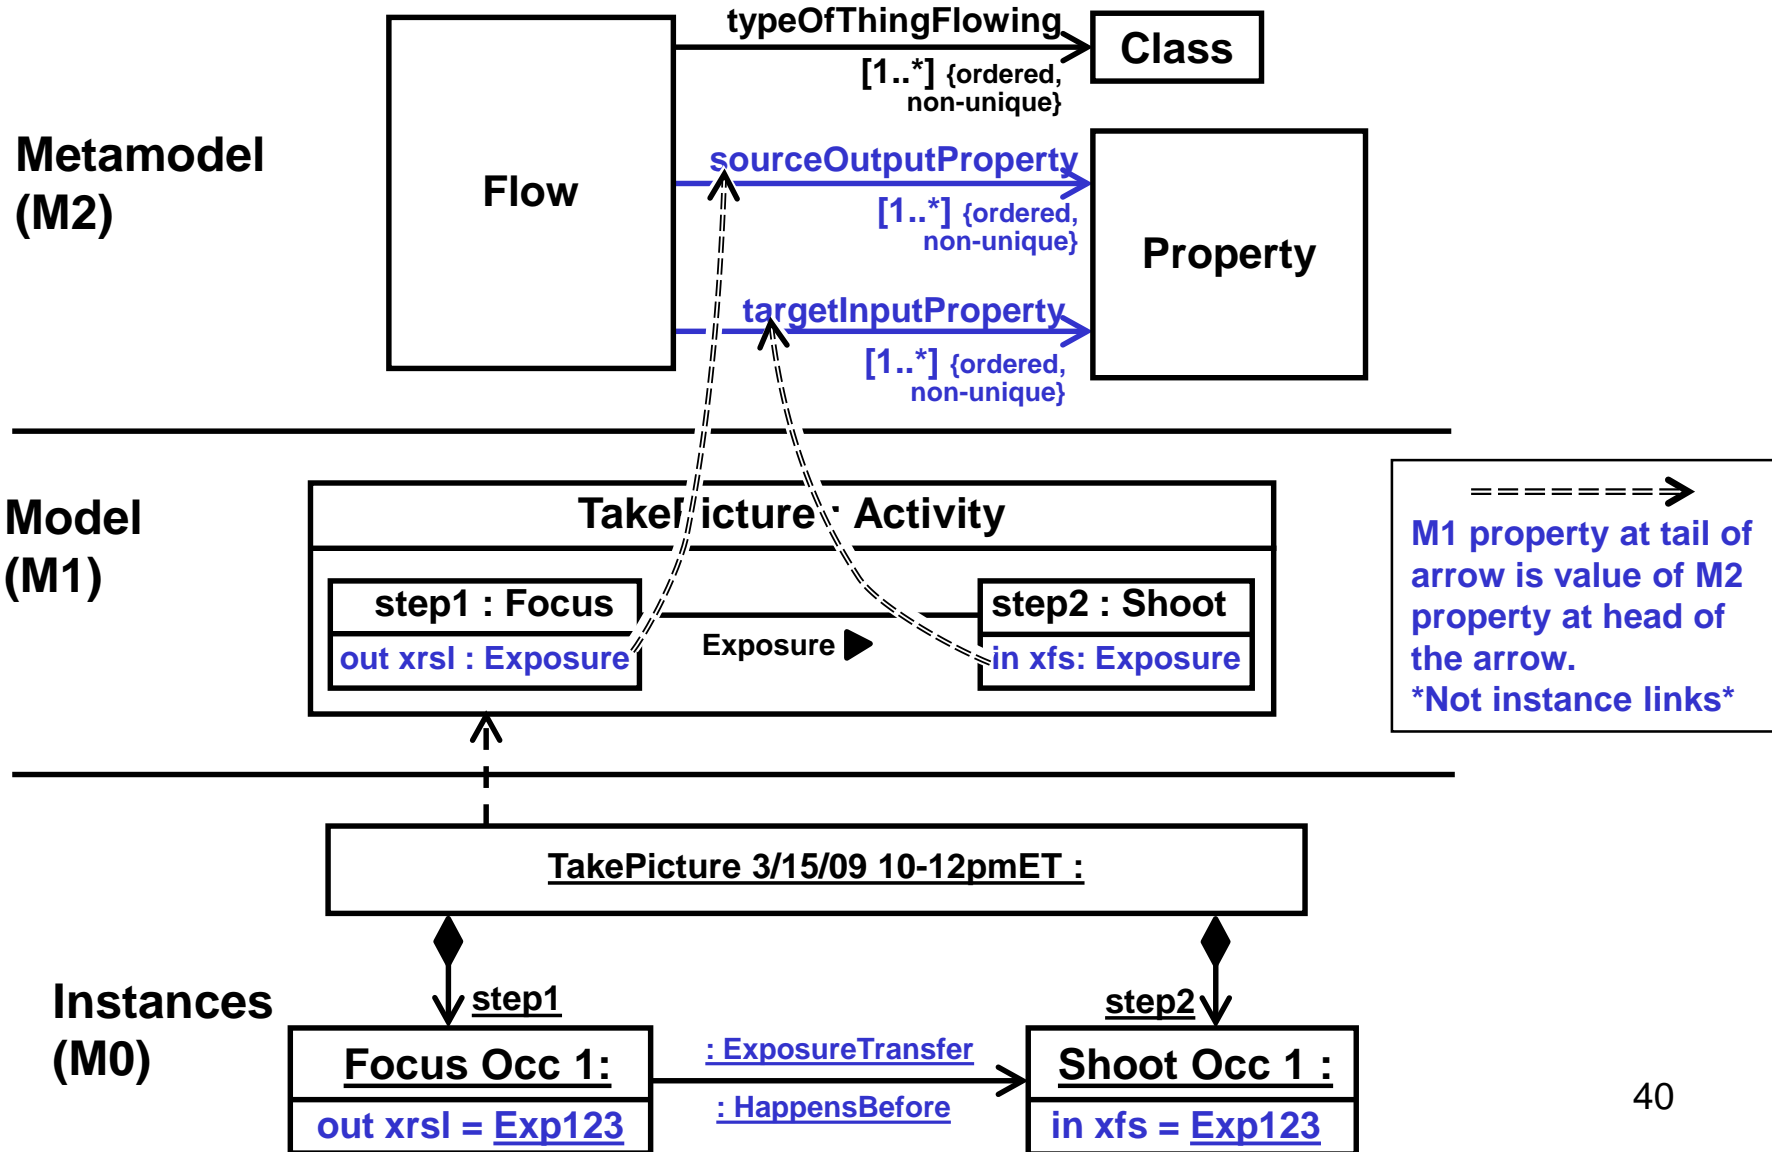 typeOfThingFlowing
Class
[1..*] {ordered,
non-unique}
Metamodel
(M2)
Flow
sourceOutputProperty
[1..*] {ordered,
non-unique}
Property
targetInputProperty
[1..*] {ordered,
non-unique}
Model
(M1)
TakePicture : Activity
step1 : Focus
out xrsl : Exposure
Exposure
step2 : Shoot
in xfs: Exposure
M1 property at tail of
arrow is value of M2
property at head of
the arrow.
*Not instance links*
TakePicture 3/15/09 10-12pmET :
Instances
(M0)
step1
step2
Focus Occ 1:
out xrsl = Exp123
: ExposureTransfer
: HappensBefore
Shoot Occ 1 :
in xfs = Exp123
40